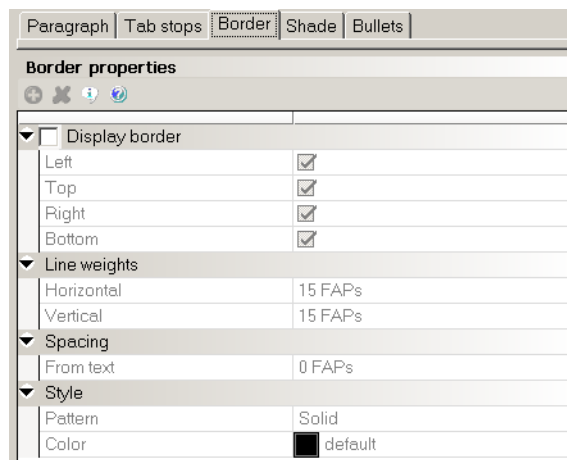 Paragraph Tab stops Border Shade Bullets
Border properties
Display border
Left
Top
Right
Bottom
Line weights
Horizontal 15 FAPs
Vertical 15 FAPs
Spacing
From text 0 FAPs
Style
Pattern Solid
Color default